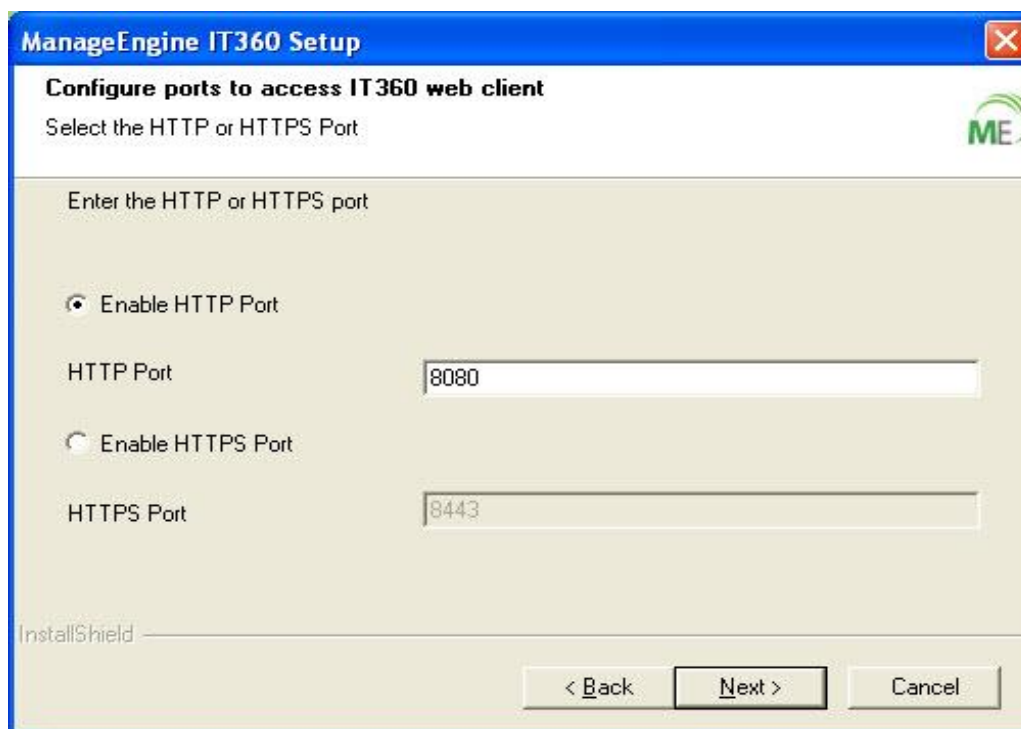 ManageEngine IT360 Setup
Configure ports to access IT360 web client
Select the HTTP or HTTPS Port
ME
Enter the HTTP or HTTPS port
Enable HTTP Port
HTTP Port
8080
Enable HTTPS Port
HTTPS Port
8443
InstallShield
< Back
Next >
Cancel